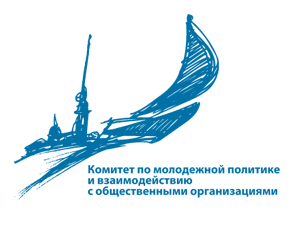 Комитет по молодежной политике
и взаимодействию
с общественными организациями